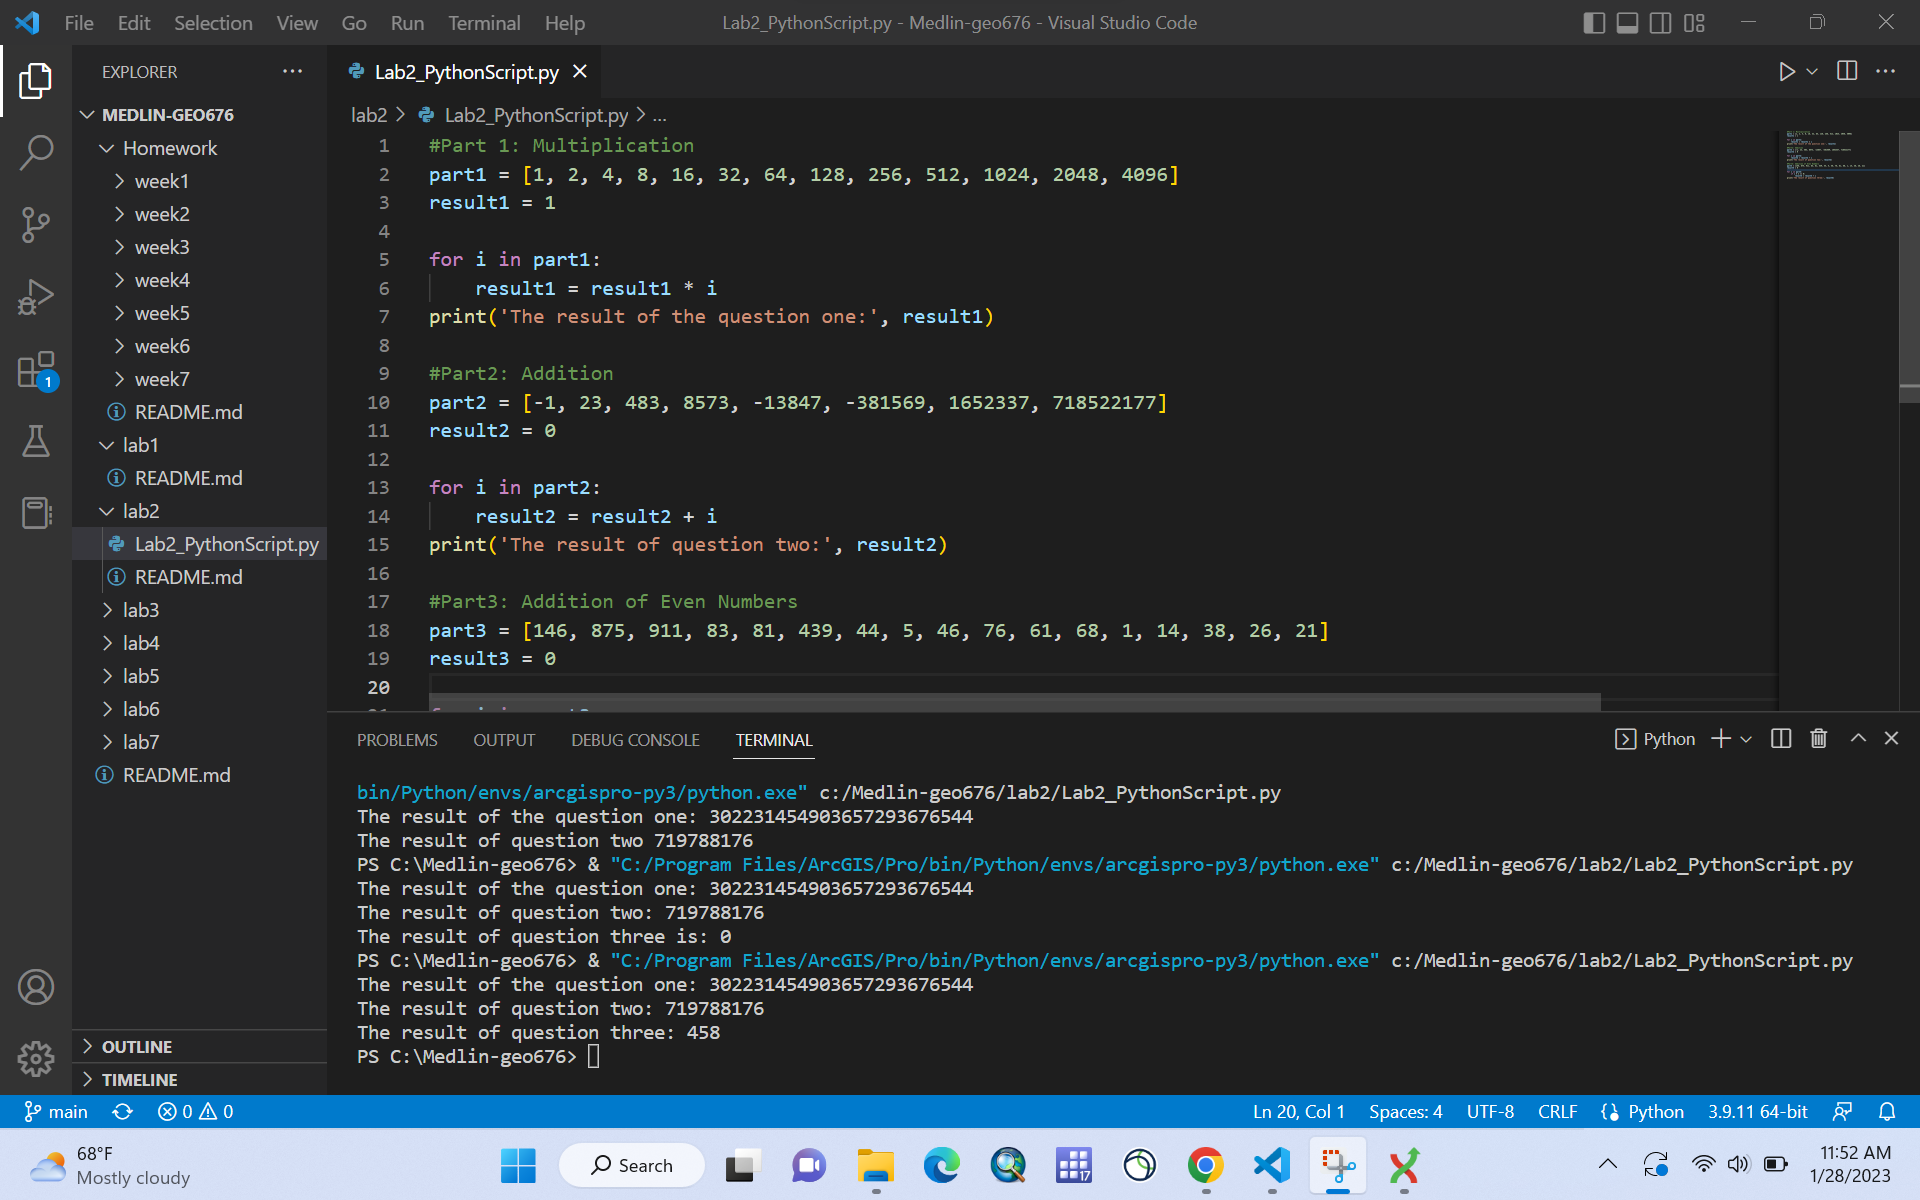 File Edit Selection View Go Run Terminal Help
Lab2_PythonScript.py - Medlin-geo676 - Visual Studio Code
EXPLORER
MEDLIN-GEO676
Homework
week1
week2
week3
week4
week5
week6
week7
README.md
lab1
README.md
lab2
Lab2_PythonScript.py
README.md
lab3
lab4
lab5
lab6
lab7
README.md
OUTLINE
TIMELINE
1
Lab2_PythonScript.py
lab2 > Lab2_PythonScript.py > ...
1 #Part 1: Multiplication
2 part1 = [1, 2, 4, 8, 16, 32, 64, 128, 256, 512, 1024, 2048, 4096]
3 result1 = 1
4
5 for i in part1:
6 result1 = result1 * i
7 print('The result of the question one:', result1)
8
9 #Part2: Addition
10 part2 = [-1, 23, 483, 8573, -13847, -381569, 1652337, 718522177]
11 result2 = 0
12
13 for i in part2:
14 result2 = result2 + i
15 print('The result of question two:', result2)
16
17 #Part3: Addition of Even Numbers
18 part3 = [146, 875, 911, 83, 81, 439, 44, 5, 46, 76, 61, 68, 1, 14, 38, 26, 21]
19 result3 = 0
20
PROBLEMS OUTPUT DEBUG CONSOLE TERMINAL
Python
bin/Python/envs/arcgispro-py3/python.exe" c:/Medlin-geo676/lab2/Lab2_PythonScript.py
The result of the question one: 302231454903657293676544
The result of question two 719788176
PS C:\Medlin-geo676> & "C:/Program Files/ArcGIS/Pro/bin/Python/envs/arcgispro-py3/python.exe" c:/Medlin-geo676/lab2/Lab2_PythonScript.py
The result of the question one: 302231454903657293676544
The result of question two: 719788176
The result of question three is: 0
PS C:\Medlin-geo676> & "C:/Program Files/ArcGIS/Pro/bin/Python/envs/arcgispro-py3/python.exe" c:/Medlin-geo676/lab2/Lab2_PythonScript.py
The result of the question one: 302231454903657293676544
The result of question two: 719788176
The result of question three: 458
PS C:\Medlin-geo676>
main 0 0 Ln 20, Col 1 Spaces: 4 UTF-8 CRLF Python 3.9.11 64-bit
68°F
Mostly cloudy
Search
17
11:52 AM
1/28/2023